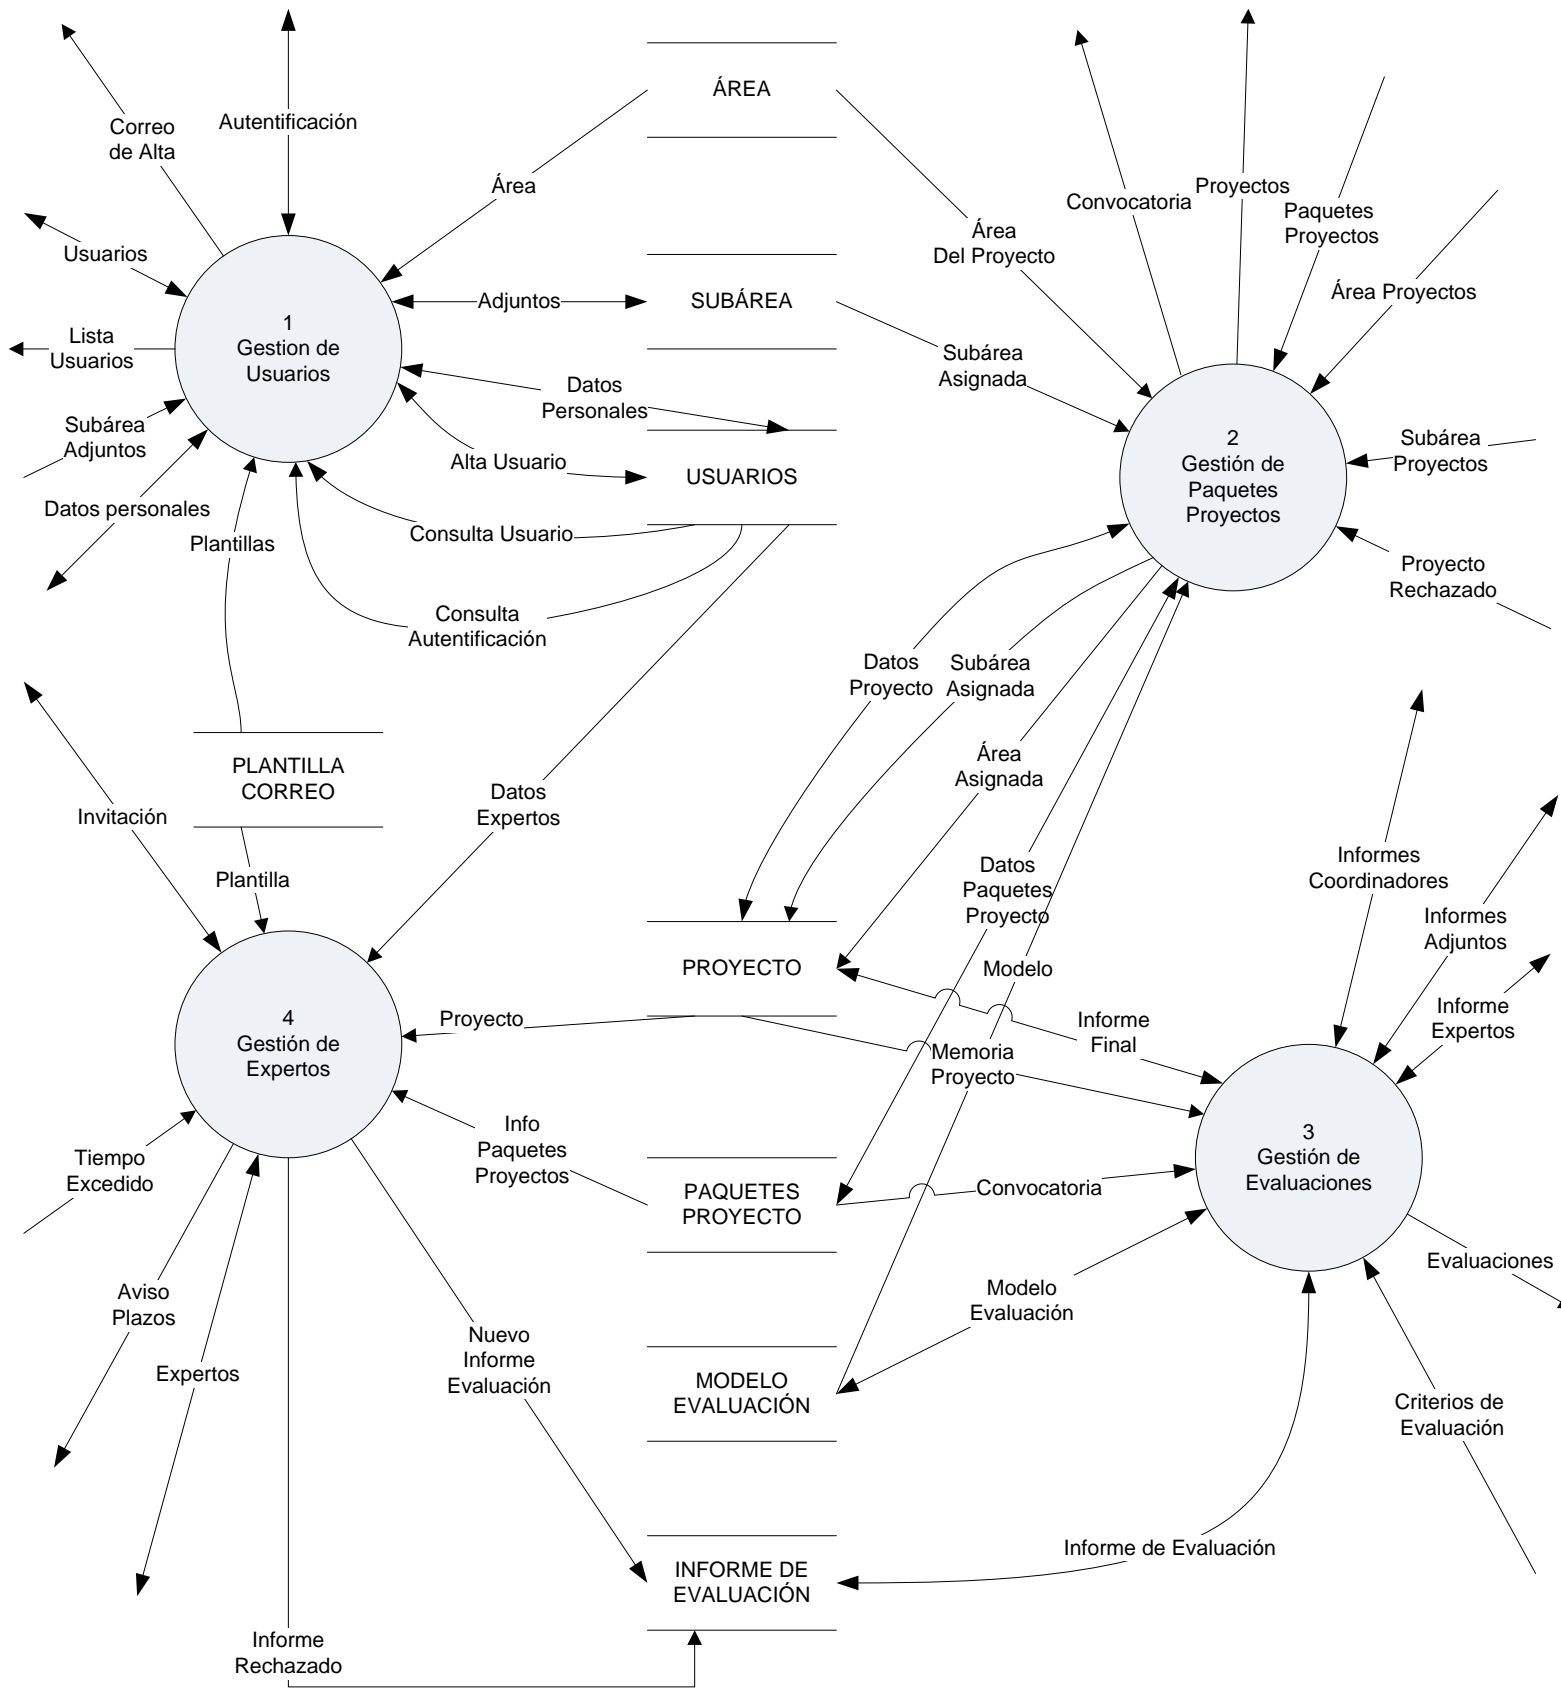 ÁREA
Correo
de Alta
Autentificación
Área
Convocatoria
Proyectos
Paquetes
Proyectos
Área
Del Proyecto
Usuarios
Adjuntos
SUBÁREA
Área Proyectos
1
Gestion de
Usuarios
Lista
Usuarios
Subárea
Asignada
Datos
Personales
Subárea
Adjuntos
Alta Usuario
USUARIOS
2
Gestión de
Paquetes
Proyectos
Subárea
Proyectos
Datos personales
Plantillas
Consulta Usuario
Proyecto
Rechazado
Consulta
Autentificación
Datos
Proyecto
Subárea
Asignada
PLANTILLA
CORREO
Área
Asignada
Invitación
Datos
Expertos
Plantilla
Datos
Paquetes
Proyecto
Informes
Coordinadores
Informes
Adjuntos
PROYECTO
Modelo
4
Gestión de
Expertos
Proyecto
Informe
Final
Informe
Expertos
Memoria
Proyecto
Info
Paquetes
Proyectos
3
Gestión de
Evaluaciones
Tiempo
Excedido
PAQUETES
PROYECTO
Convocatoria
Evaluaciones
Aviso
Plazos
Modelo
Evaluación
Expertos
Nuevo
Informe
Evaluación
MODELO
EVALUACIÓN
Criterios de
Evaluación
Informe de Evaluación
INFORME DE
EVALUACIÓN
Informe
Rechazado